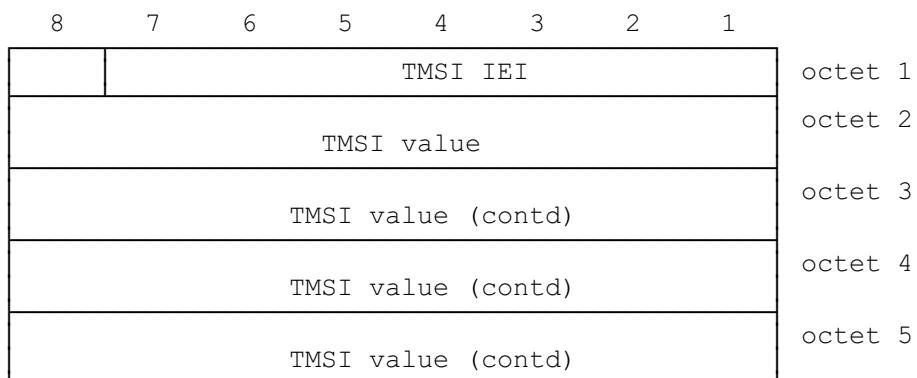 8 7 6 5 4 3 2 1
TMSI IEI octet 1
octet 2
TMSI value
octet 3
TMSI value (contd)
octet 4
TMSI value (contd)
octet 5
TMSI value (contd)